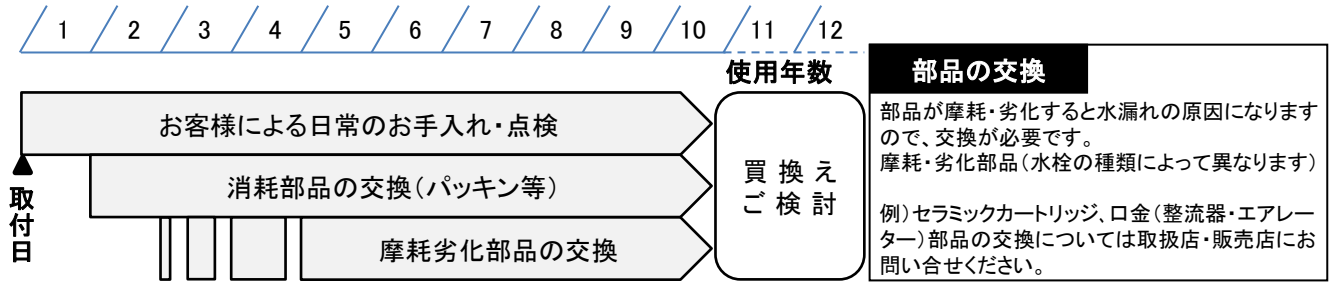 1 2 3 4 5 6 7 8 9 10 11 12
使用年数
お客様による日常のお手入れ・点検
取付日
消耗部品の交換(パッキン等)
摩耗劣化部品の交換
買換え
ご検討
部品の交換
部品が摩耗・劣化すると水漏れの原因になります
ので、交換が必要です。
摩耗・劣化部品(水栓の種類によって異なります)
例)セラミックカートリッジ、口金(整流器・エアレー
ター)部品の交換については取扱店・販売店にお
問い合せください。